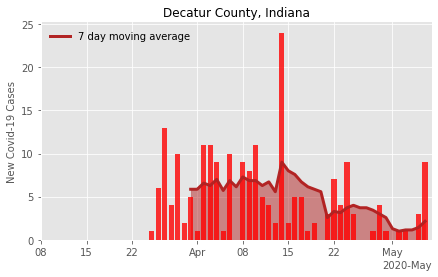 Decatur County, Indiana
7 day moving average
New Covid-19 Cases
25
20
15
10
5
0
08 15 22 Apr 08 15 22 May
2020-May